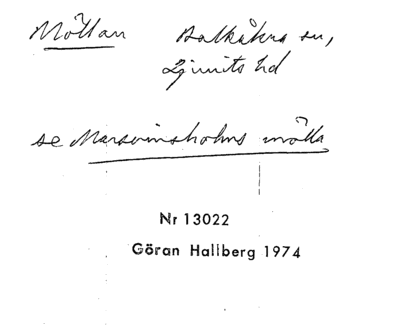 Möllan Balkåkra sn,
Ljunits hd
se Marsvinsholms mölla
Nr 13022
Göran Hallberg 1974